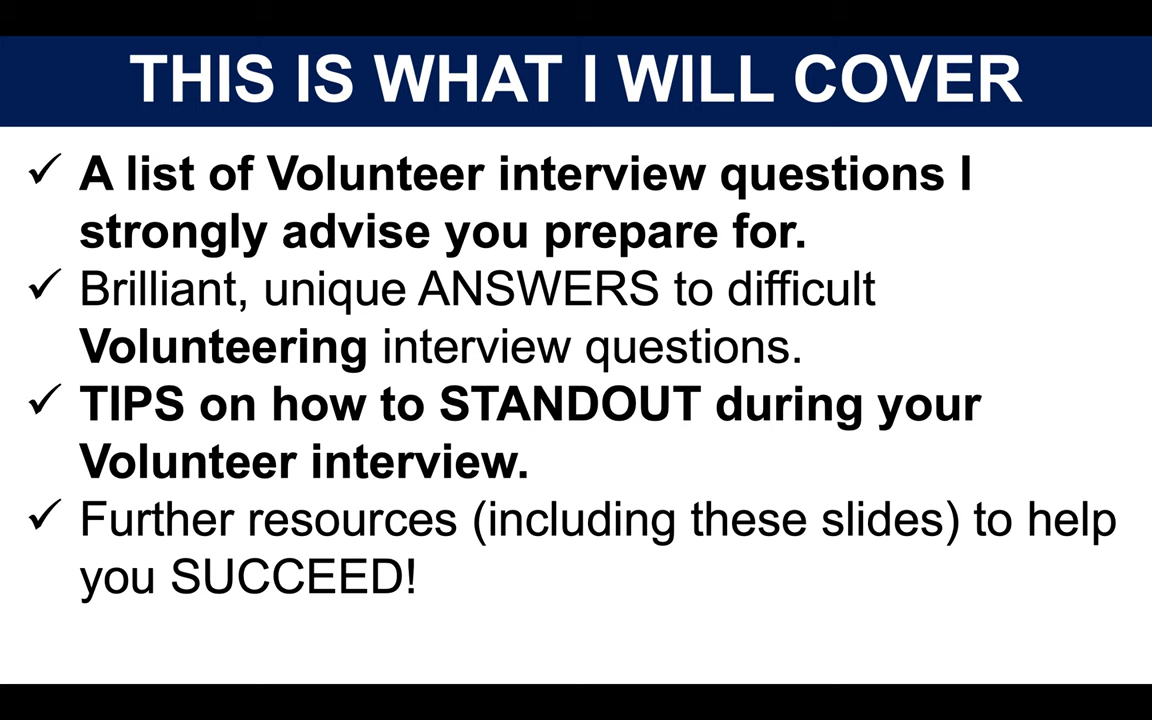 THIS IS WHAT I WILL COVER
✓ A list of Volunteer interview questions I
strongly advise you prepare for.
✓ Brilliant, unique ANSWERS to difficult
Volunteering interview questions.
✓ TIPS on how to STANDOUT during your
Volunteer interview.
✓ Further resources (including these slides) to help
you SUCCEED!